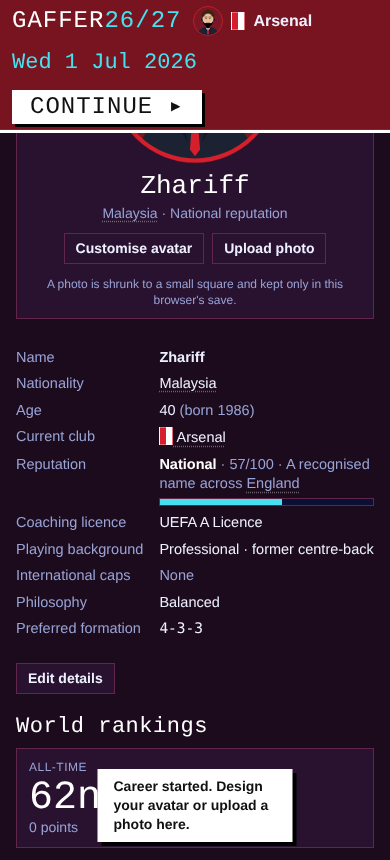 GAFFER26/27 Arsenal
Wed 1 Jul 2026
CONTINUE ▸
Zhariff
Malaysia · National reputation
Customise avatar Upload photo
A photo is shrunk to a small square and kept only in this
browser's save.
Name Zhariff
Nationality Malaysia
Age 40 (born 1986)
Current club Arsenal
Reputation National · 57/100 · A recognised
name across England
Coaching licence UEFA A Licence
Playing background Professional · former centre-back
International caps None
Philosophy Balanced
Preferred formation 4-3-3
Edit details
World rankings
ALL-TIME
0 points
Career started. Design
your avatar or upload a
photo here.